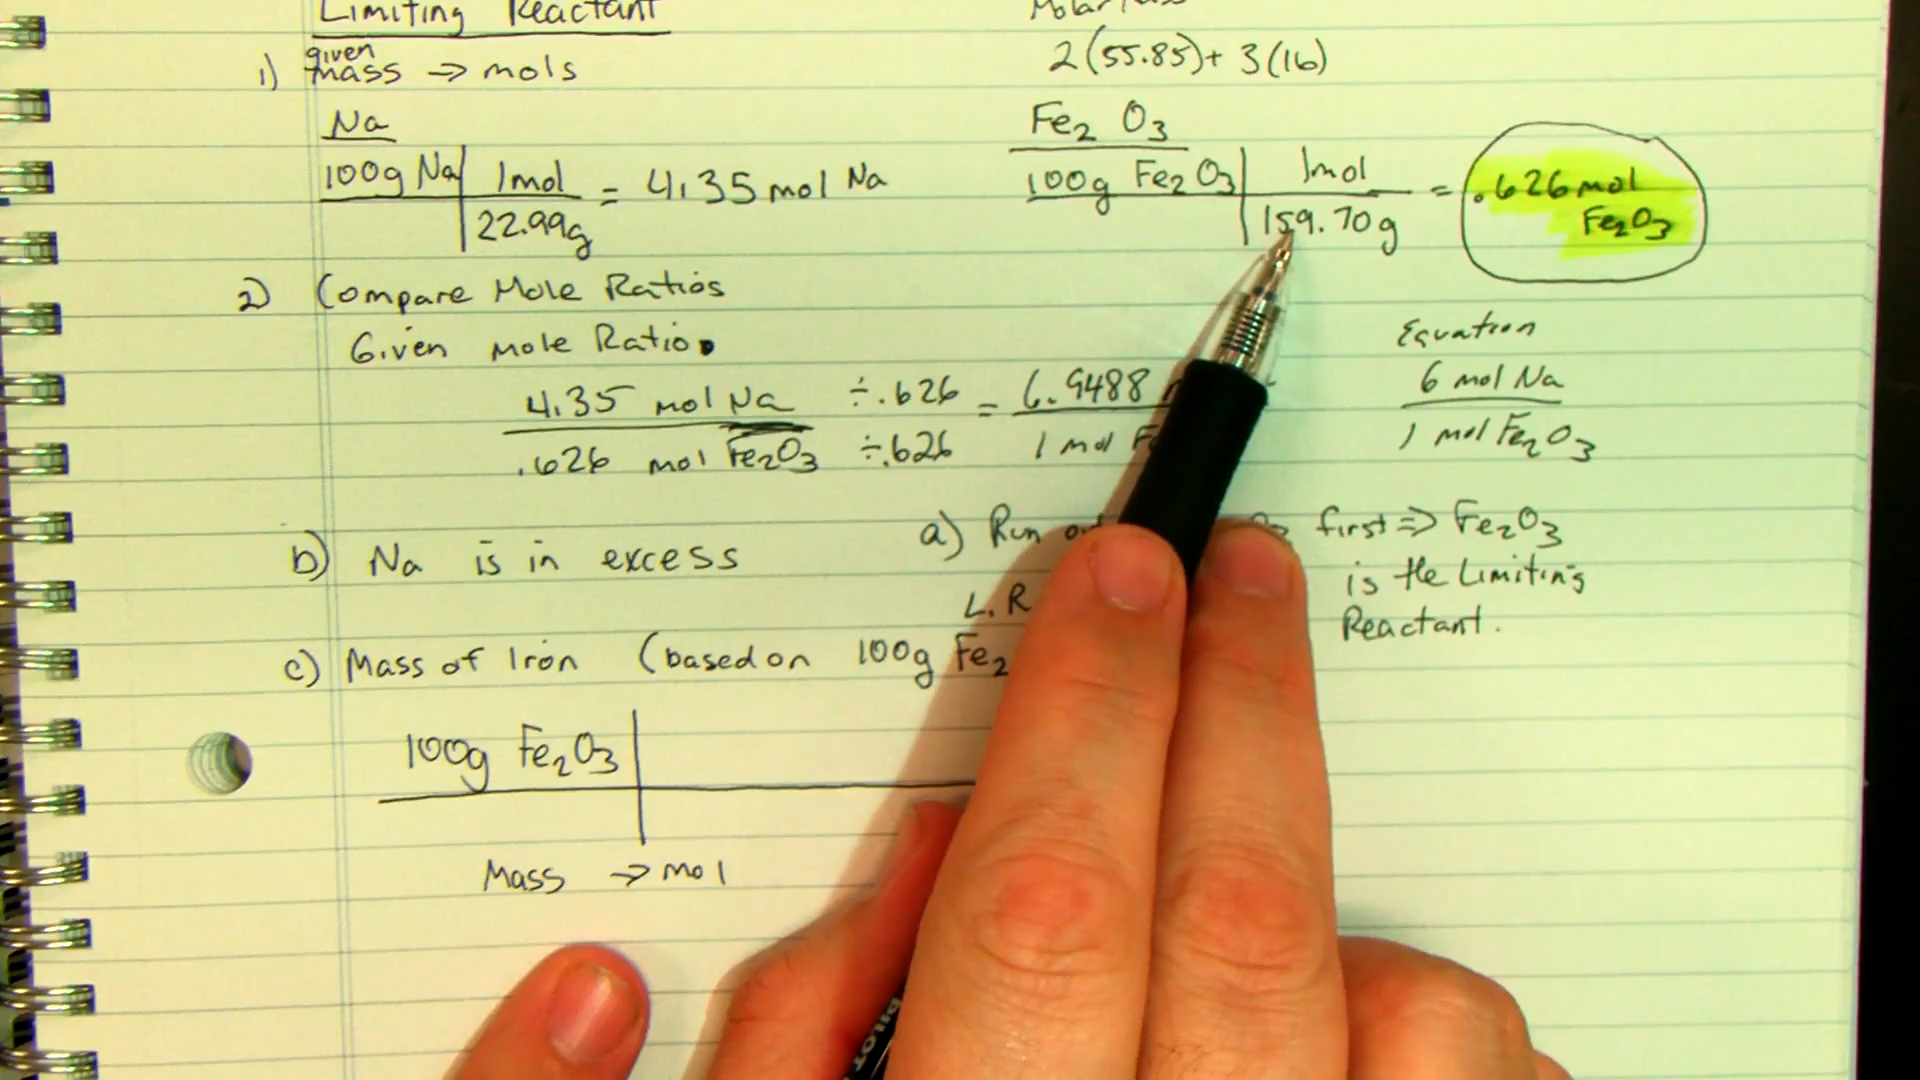 Limiting Reactant
2(55.85)+ 3(16)
given
1) mass → mols
Na
Fe2 O3
100g Na 1mol = 4.35 mol Na
22.99g
100g Fe2O3 1mol = .626 mol
159.70g Fe2O3
2) Compare Mole Ratios
Given mole Ratio
Equation
4.35 mol Na ÷.626 = 6.9488
.626 mol Fe2O3 ÷.626 1 mol
6 mol Na
1 mol Fe2O3
a) Run first => Fe2O3
is the Limiting
Reactant.
b) Na is in excess
L.R
c) Mass of Iron (based on 100g Fe2
100g Fe2O3
Mass → mol